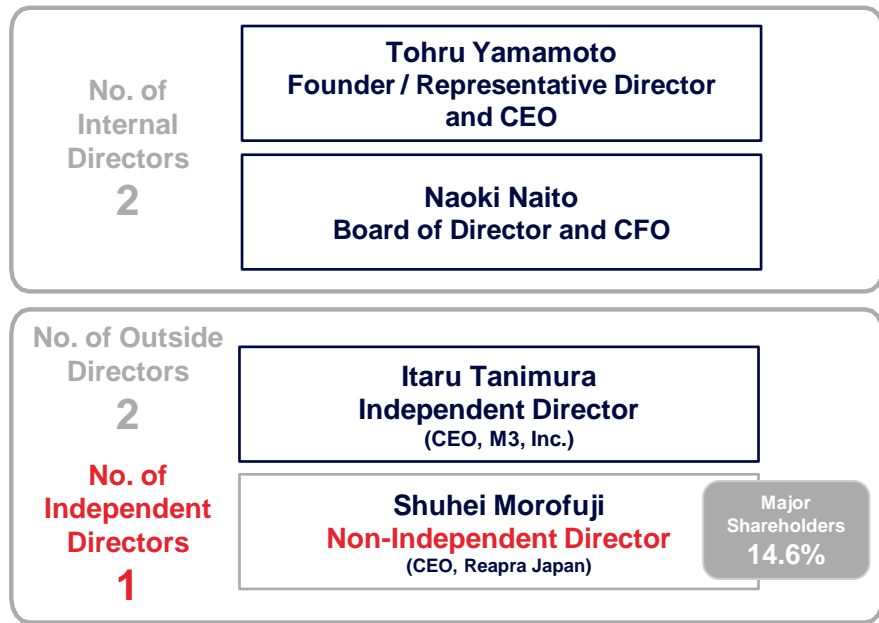 No. of
Internal
Directors
2
Tohru Yamamoto
Founder / Representative Director
and CEO
Naoki Naito
Board of Director and CFO
No. of Outside
Directors
2
No. of
Independent
Directors
1
Itaru Tanimura
Independent Director
(CEO, M3, Inc.)
Shuhei Morofuji
Non-Independent Director
(CEO, Reapra Japan)
Major
Shareholders
14.6%